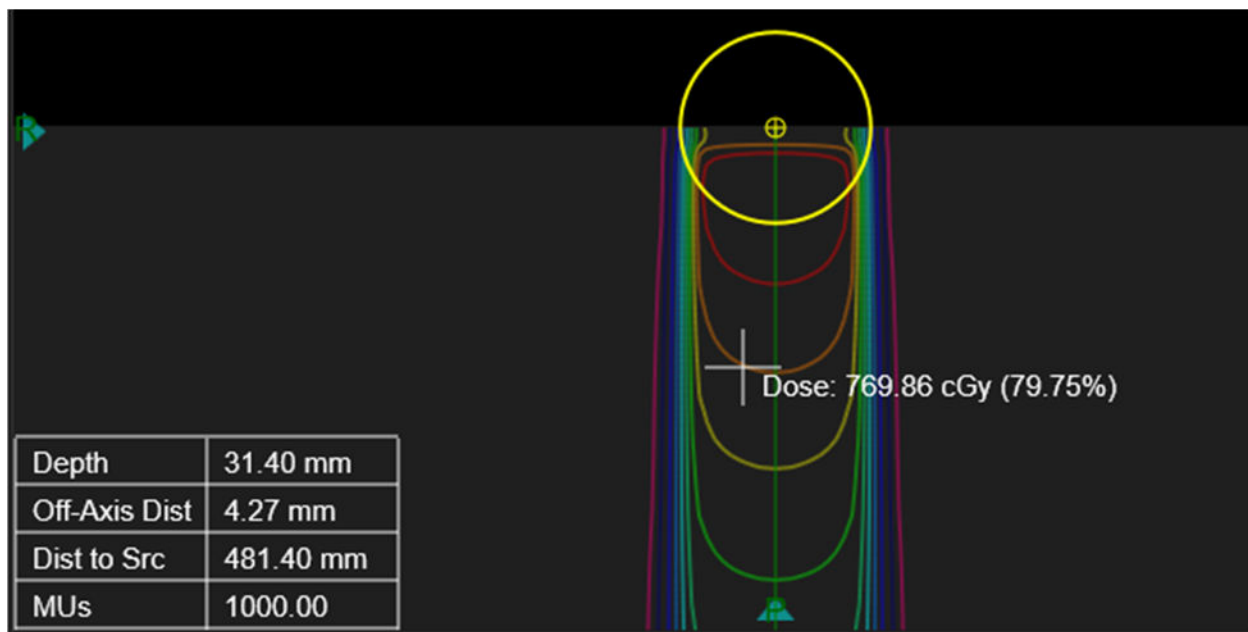 R
Dose: 769.86 cGy (79.75%)
Depth 31.40 mm
Off-Axis Dist 4.27 mm
Dist to Src 481.40 mm
MUs 1000.00
P